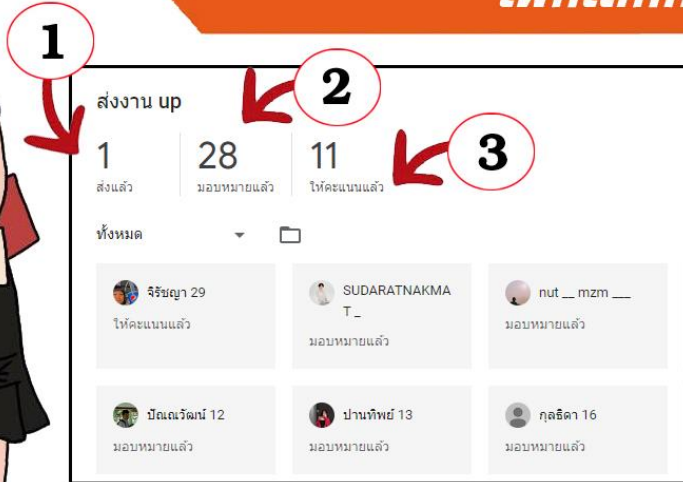 1
2
3
ส่งงาน up
1 28 11
ส่งแล้ว มอบหมายแล้ว ให้คะแนนแล้ว
ทั้งหมด
จิรัชญา 29 SUDARATNAKMA nut __ mzm ___
T_
ให้คะแนนแล้ว มอบหมายแล้ว มอบหมายแล้ว
ปัณณวัฒน์ 12 ปานทิพย์ 13 กุลธิดา 16
มอบหมายแล้ว มอบหมายแล้ว มอบหมายแล้ว